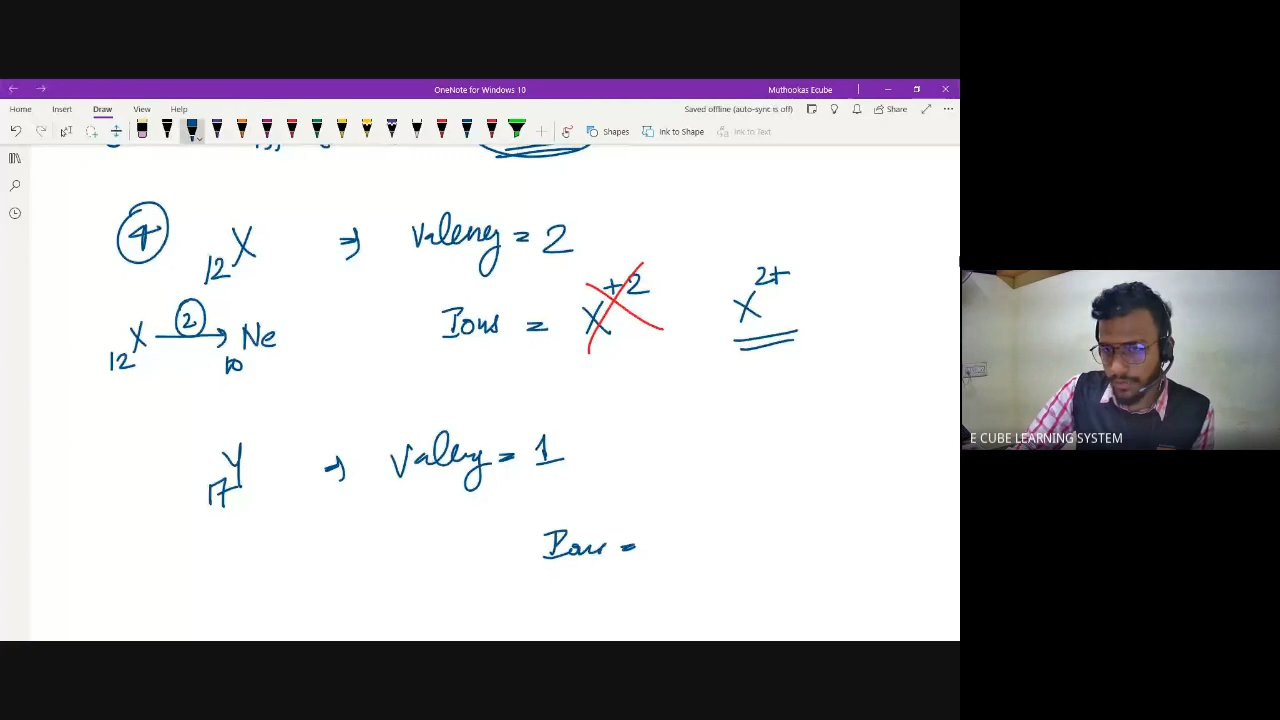 OneNote for Windows 10
Muthookas Ecube
Home Insert Draw View Help
Saved offline (auto-sync is off)
Share
Shapes
Ink to Shape
Ink to Text
4
12X ⇒ Valency = 2
Ions = X+2 X2+
12X 2→ 10Ne
17Y → Valency = 1
Ions =
E CUBE LEARNING SYSTEM